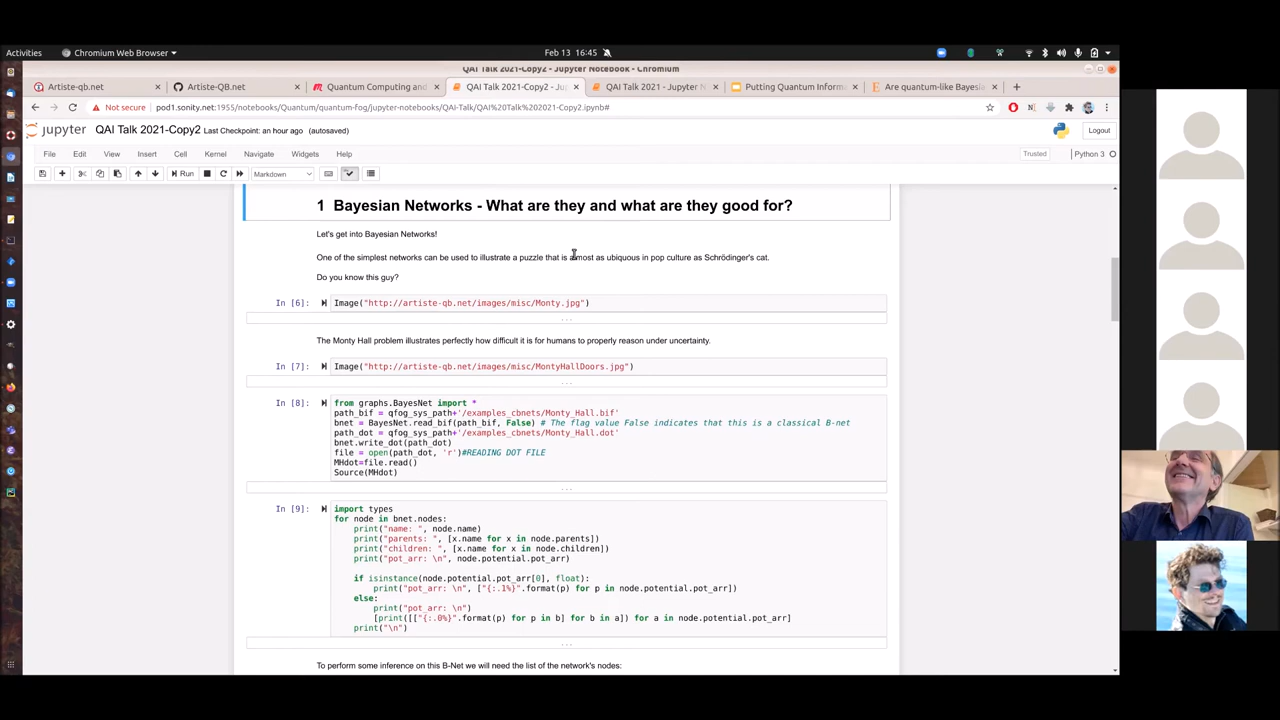 Activities
Chromium Web Browser
Feb 13 16:45
QAI Talk 2021-Copy2 - Jupyter Notebook - Chromium
Artiste-qb.net
Artiste-QB.net
Quantum Computing and
QAI Talk 2021-Copy2 - Ju
QAI Talk 2021 - Jupyter N
Putting Quantum Inform
Are quantum-like Bayesia
Not secure
pod1.sonity.net:1955/notebooks/Quantum/quantum-fog/jupyter-notebooks/QAI-Talk/QAI%20Talk%202021-Copy2.ipynb#
jupyter QAI Talk 2021-Copy2 Last Checkpoint: an hour ago (autosaved)
Logout
File Edit View Insert Cell Kernel Navigate Widgets Help
Trusted
Python 3
Run
Markdown
1 Bayesian Networks - What are they and what are they good for?
Let's get into Bayesian Networks!
One of the simplest networks can be used to illustrate a puzzle that is almost as ubiquous in pop culture as Schrödinger's cat.
Do you know this guy?
In [6]: Image("http://artiste-qb.net/images/misc/Monty.jpg")
...
The Monty Hall problem illustrates perfectly how difficult it is for humans to properly reason under uncertainty.
In [7]: Image("http://artiste-qb.net/images/misc/MontyHallDoors.jpg")
...
In [8]: from graphs.BayesNet import *
path_bif = qfog_sys_path+'/examples_cbnets/Monty_Hall.bif'
bnet = BayesNet.read_bif(path_bif, False) # The flag value False indicates that this is a classical B-net
path_dot = qfog_sys_path+'/examples_cbnets/Monty_Hall.dot'
bnet.write_dot(path_dot)
file = open(path_dot, 'r')#READING DOT FILE
MHdot=file.read()
Source(MHdot)
...
In [9]: import types
for node in bnet.nodes:
print("name: ", node.name)
print("parents: ", [x.name for x in node.parents])
print("children: ", [x.name for x in node.children])
print("pot_arr: \n", node.potential.pot_arr)
if isinstance(node.potential.pot_arr[0], float):
print("pot_arr: \n", ["{:.1%}".format(p) for p in node.potential.pot_arr])
else:
print("pot_arr: \n")
[print([["{:.0%}".format(p) for p in b] for b in a]) for a in node.potential.pot_arr]
print("\n")
...
To perform some inference on this B-Net we will need the list of the network's nodes: